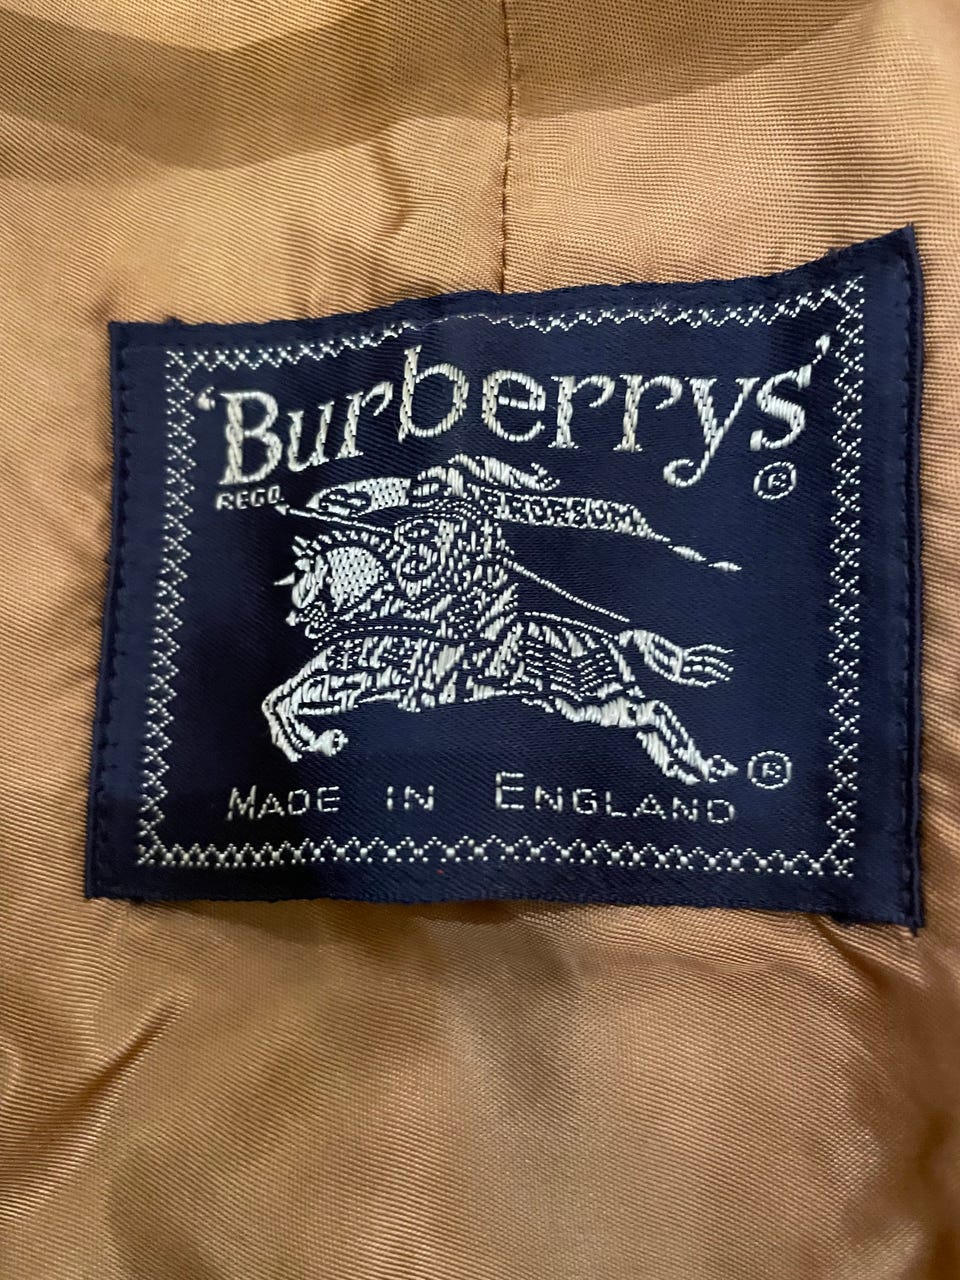 'Burberrys'
REGD. ®
®
MADE IN ENGLAND